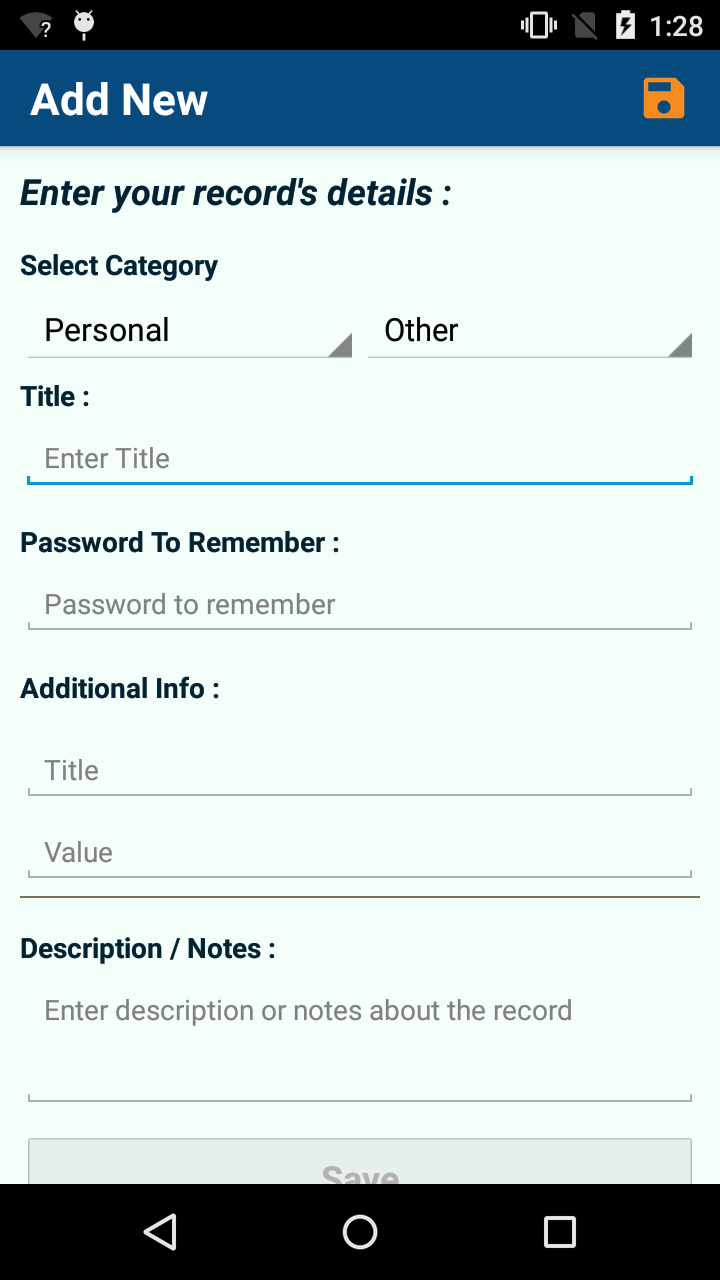 1:28
Add New
Enter your record's details :
Select Category
Personal Other
Title :
Enter Title
Password To Remember :
Password to remember
Additional Info :
Title
Value
Description / Notes :
Enter description or notes about the record
Save